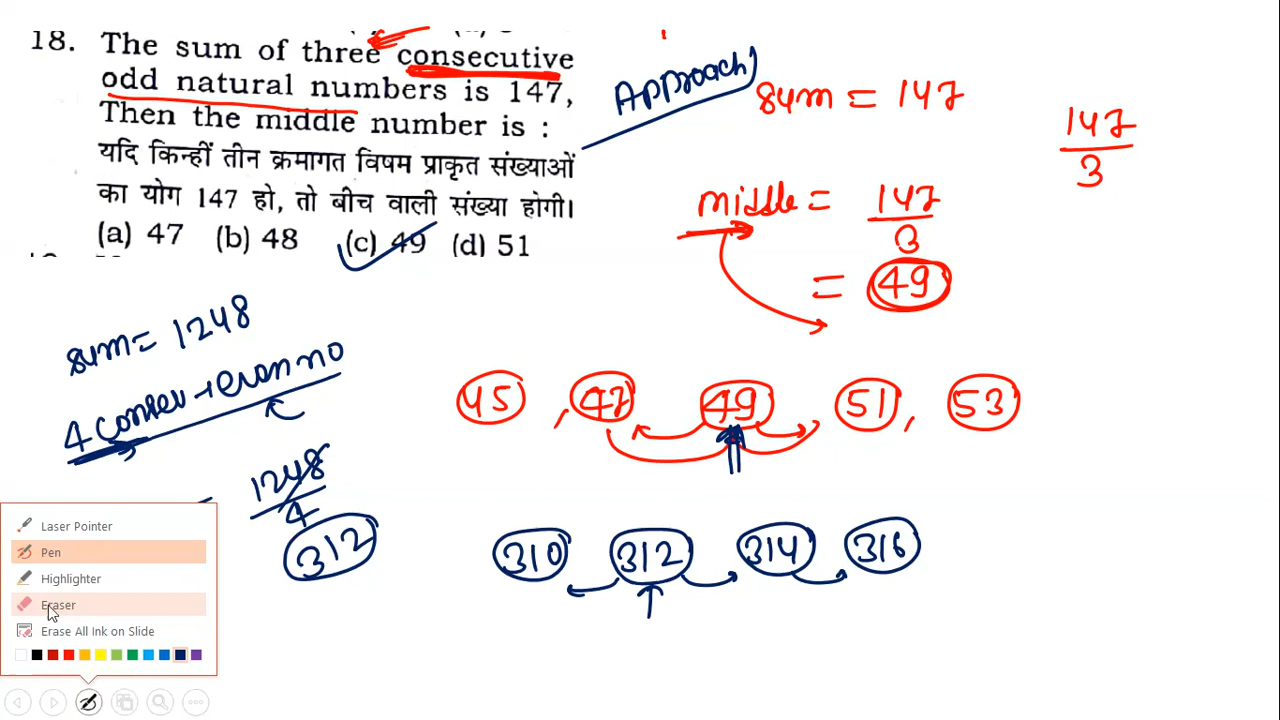 18. The sum of three consecutive
odd natural numbers is 147,
Then the middle number is :
यदि किन्हीं तीन क्रमागत विषम प्राकृत संख्याओं
का योग 147 हो, तो बीच वाली संख्या होगी।
(a) 47 (b) 48 (c) 49 (d) 51
Approach
sum = 147
147
3
middle = 147
3
= 49
45 , 47 49 51 , 53
sum = 1248
4 consev + evan no
=
1248
4
312
310 312 314 316
Laser Pointer
Pen
Highlighter
Eraser
Erase All Ink on Slide